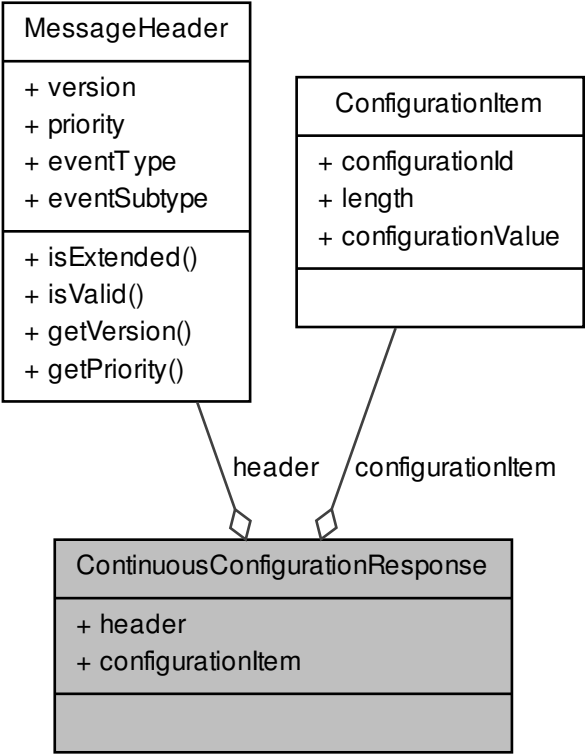 MessageHeader
+ version
+ priority
+ eventType
+ eventSubtype
+ isExtended()
+ isValid()
+ getVersion()
+ getPriority()
ConfigurationItem
+ configurationId
+ length
+ configurationValue
header
configurationItem
ContinuousConfigurationResponse
+ header
+ configurationItem